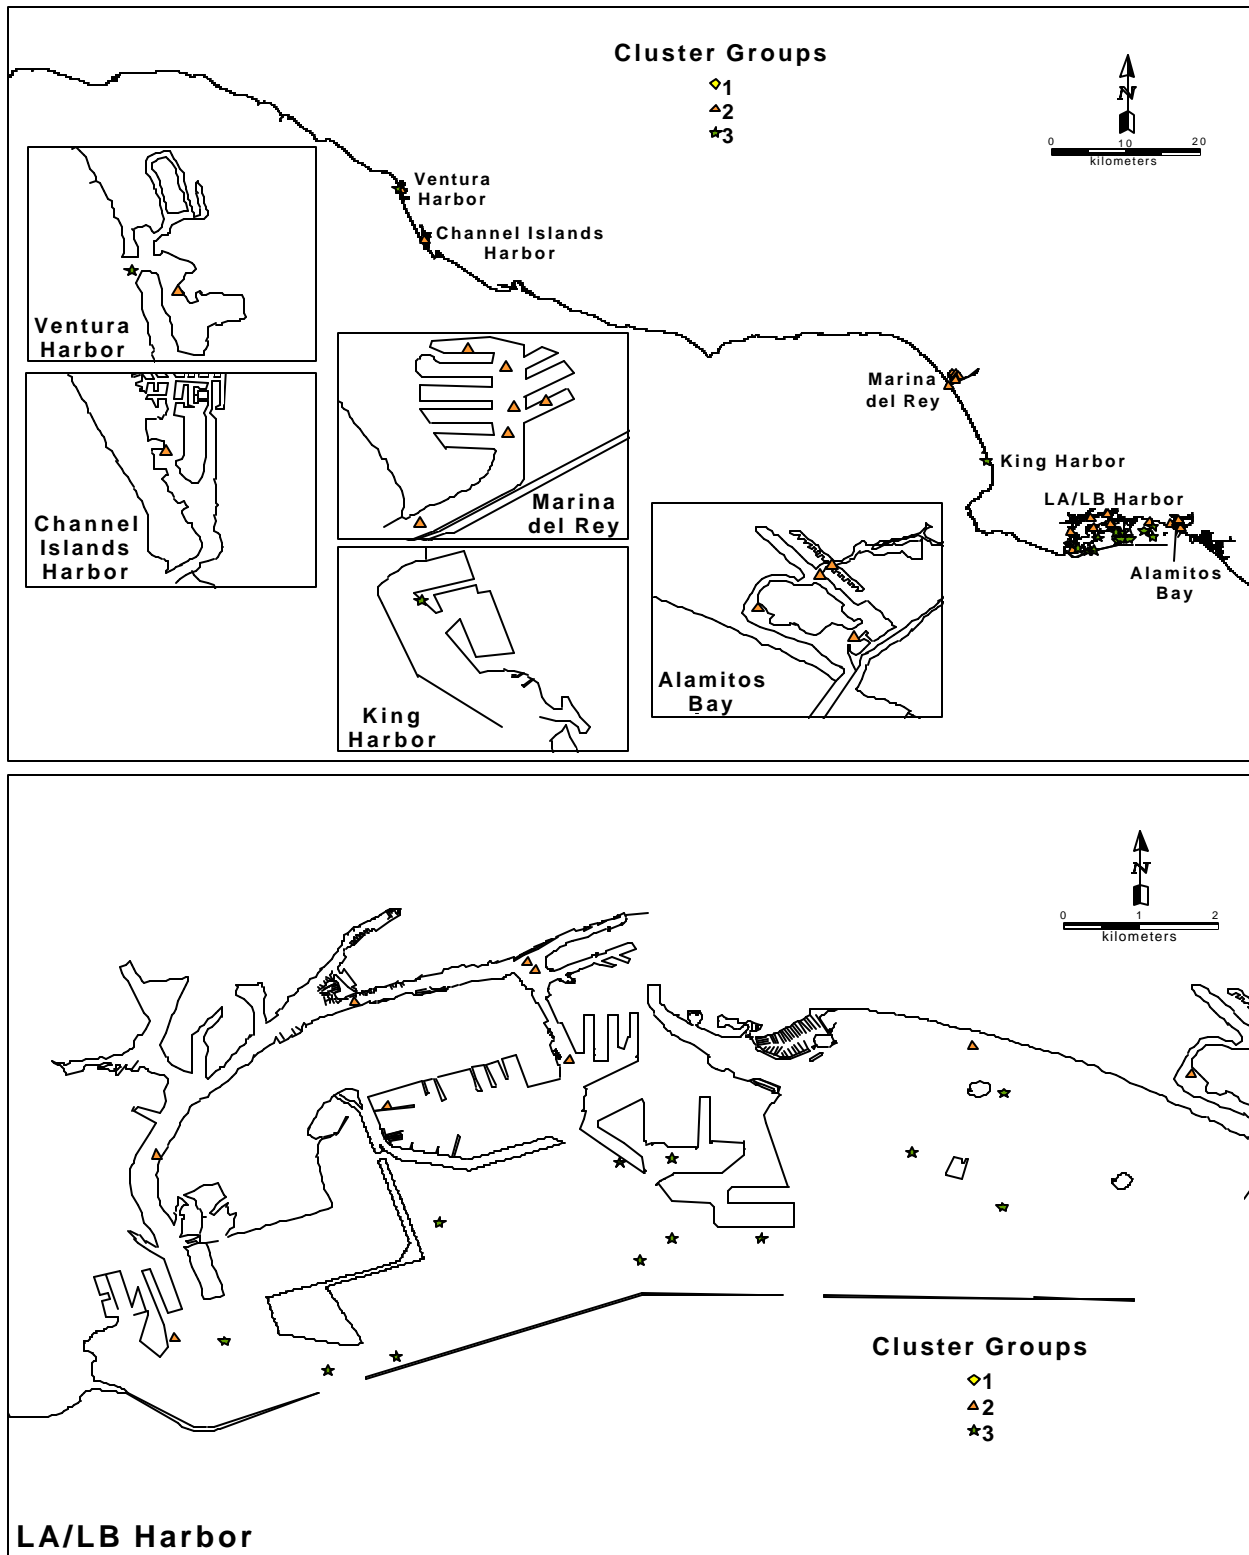 Cluster Groups
1
2
3
N
0 10 20
kilometers
Ventura
Harbor
Channel Islands
Harbor
Marina
del Rey
King Harbor
LA/LB Harbor
Alamitos
Bay
Ventura
Harbor
Channel
Islands
Harbor
Marina
del Rey
King
Harbor
Alamitos
Bay
N
0 1 2
kilometers
Cluster Groups
1
2
3
LA/LB Harbor